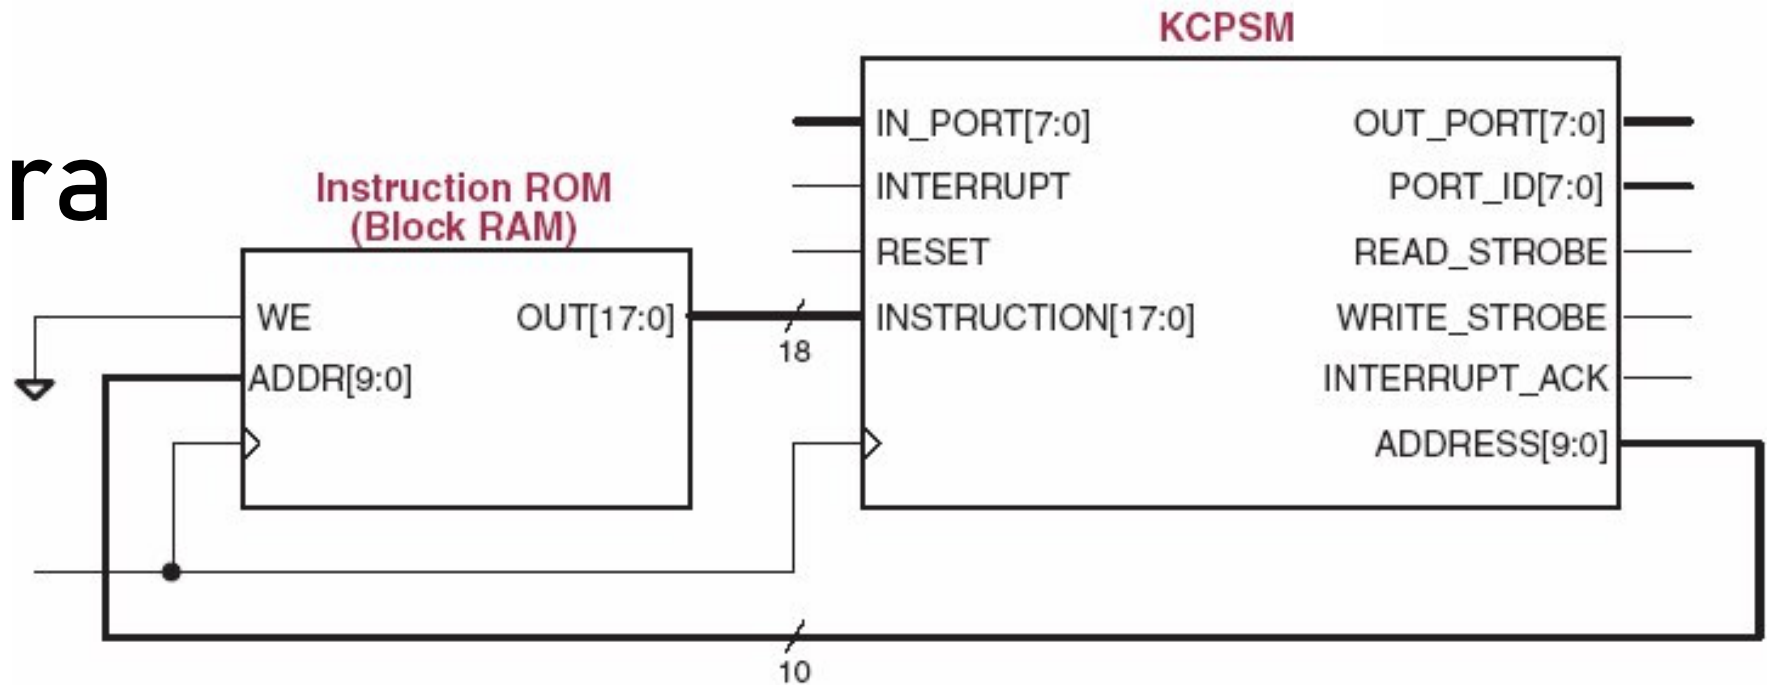 ra
Instruction ROM
(Block RAM)
WE
OUT[17:0]
ADDR[9:0]
18
10
KCPSM
IN_PORT[7:0]
OUT_PORT[7:0]
INTERRUPT
PORT_ID[7:0]
RESET
READ_STROBE
INSTRUCTION[17:0]
WRITE_STROBE
INTERRUPT_ACK
ADDRESS[9:0]